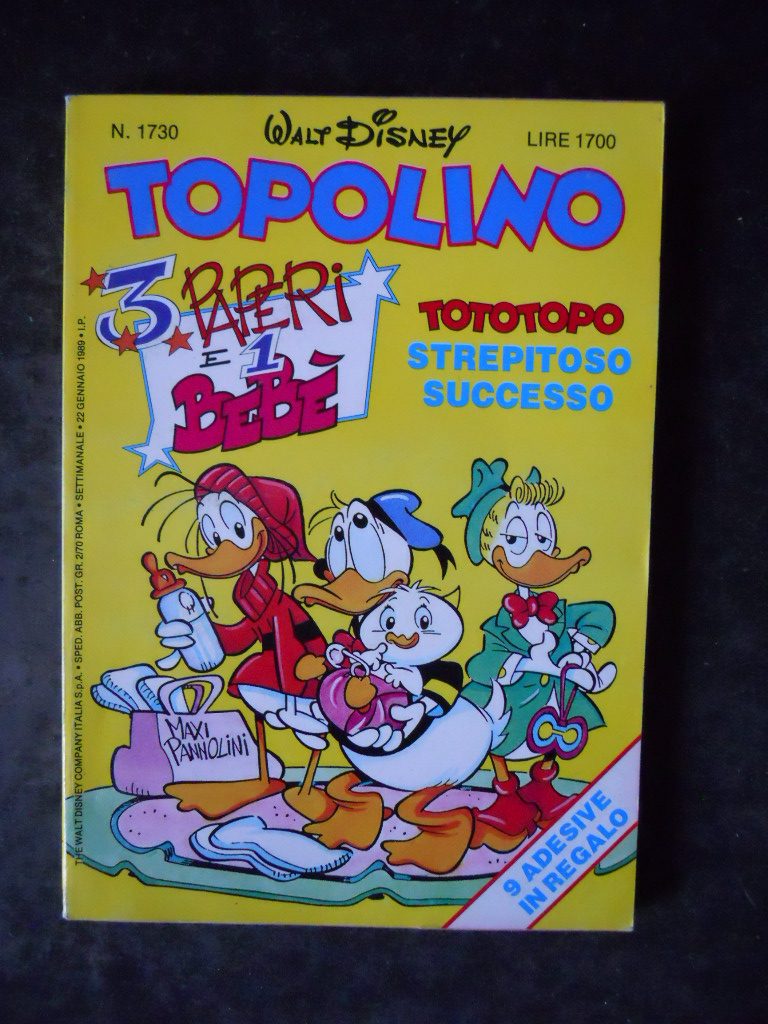 N. 1730
WALT DISNEY
LIRE 1700
TOPOLINO
3 PAPERI
E 1
BEBÈ
TOTOTOPO
STREPITOSO
SUCCESSO
MAXI
PANNOLINI
9 ADESIVE
IN REGALO
THE WALT DISNEY COMPANY ITALIA S.p.A. • SPED. ABB. POST. GR. 2/70 ROMA • SETTIMANALE • 22 GENNAIO 1989 • I.P.